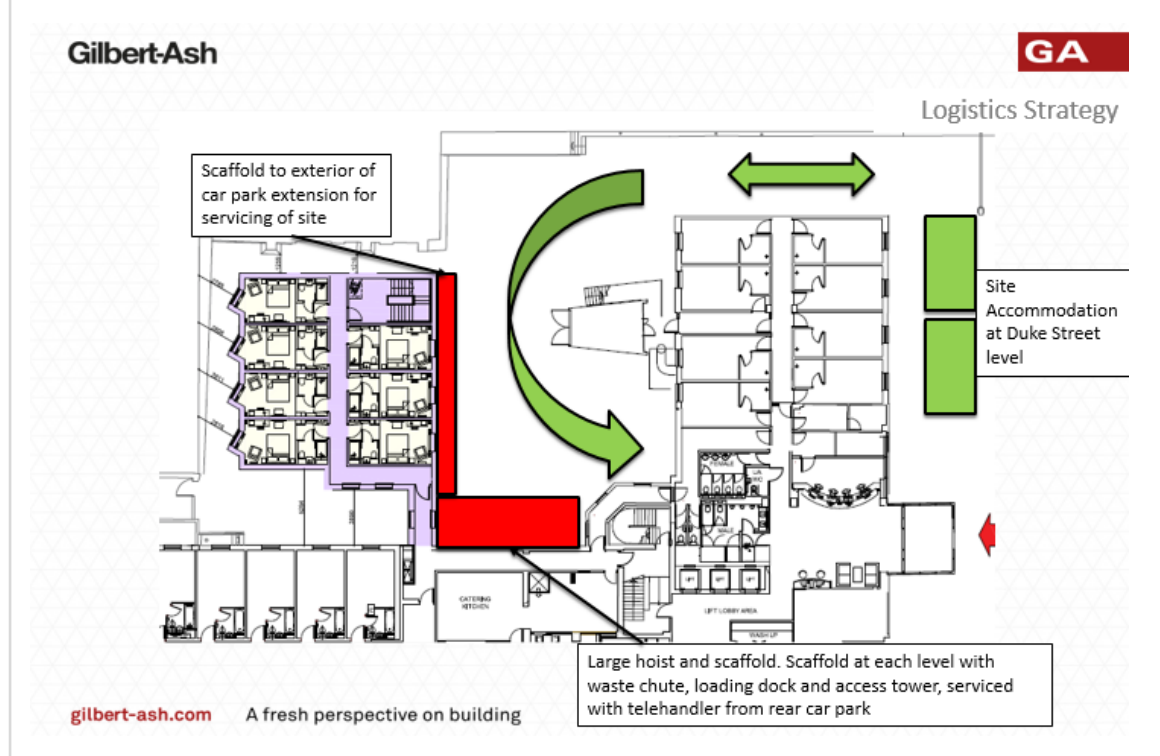 Gilbert-Ash
GA
Logistics Strategy
Scaffold to exterior of
car park extension for
servicing of site
Site
Accommodation
at Duke Street
level
FEMALE
MALE
LIFT
LIFT
CATERING
KITCHEN
LIFT LOBBY AREA
WASH UP
Large hoist and scaffold. Scaffold at each level with
waste chute, loading dock and access tower, serviced
with telehandler from rear car park
gilbert-ash.com A fresh perspective on building